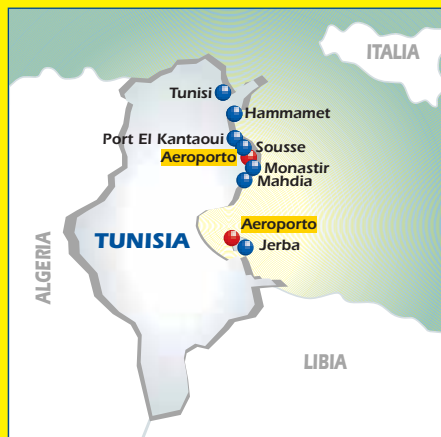 ITALIA
Tunisi
Hammamet
Port El Kantaoui
Sousse
Aeroporto
Monastir
Mahdia
Aeroporto
TUNISIA
Jerba
ALGERIA
LIBIA